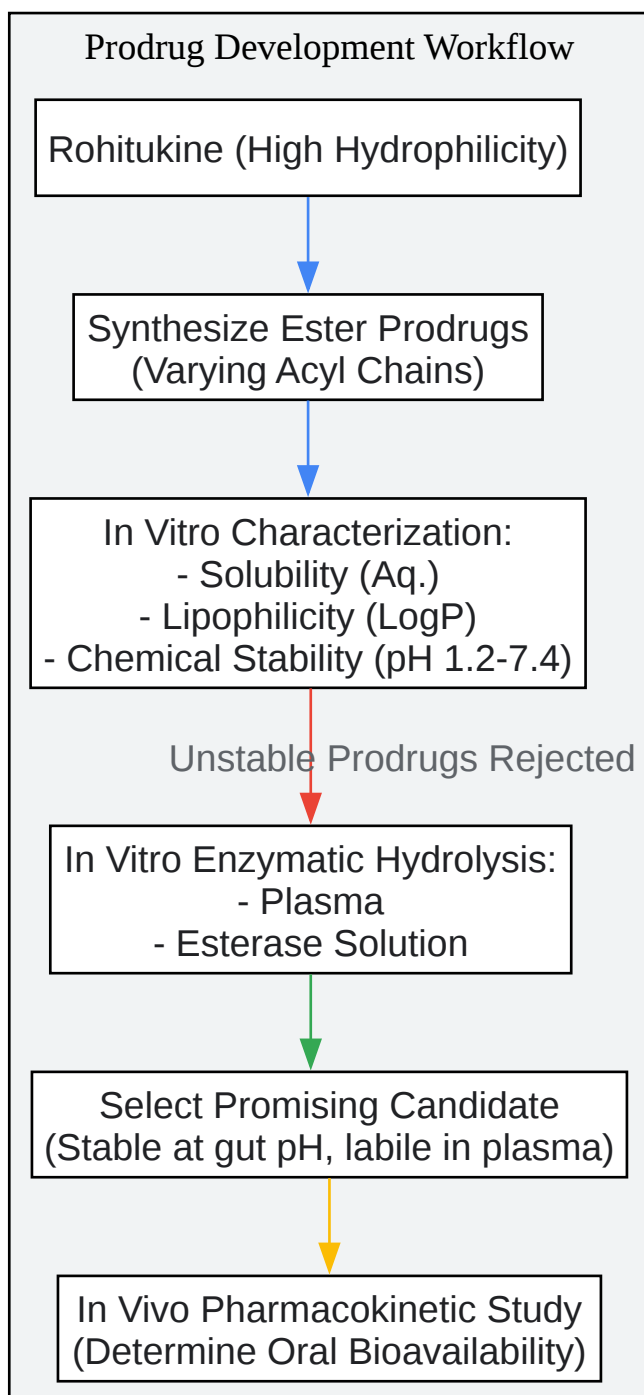 Prodrug Development Workflow
Rohitukine (High Hydrophilicity)
Synthesize Ester Prodrugs
(Varying Acyl Chains)
In Vitro Characterization:
- Solubility (Aq.)
- Lipophilicity (LogP)
- Chemical Stability (pH 1.2-7.4)
Unstable Prodrugs Rejected
In Vitro Enzymatic Hydrolysis:
- Plasma
- Esterase Solution
Select Promising Candidate
(Stable at gut pH, labile in plasma)
In Vivo Pharmacokinetic Study
(Determine Oral Bioavailability)